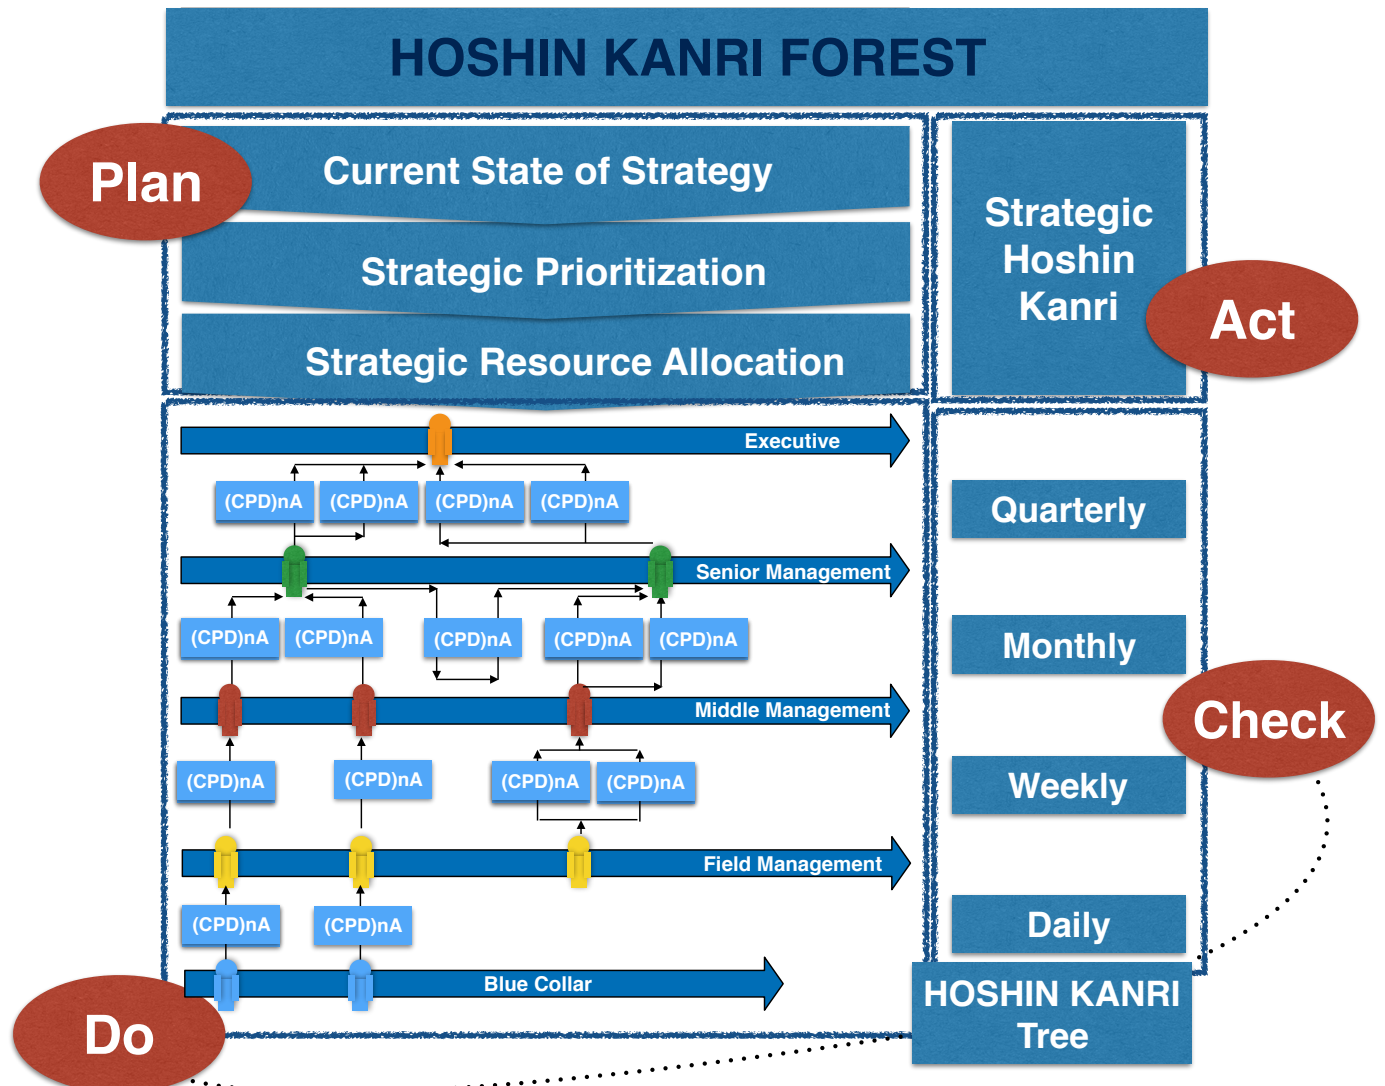 HOSHIN KANRI FOREST
Plan
Current State of Strategy
Strategic Prioritization
Strategic Resource Allocation
Strategic
Hoshin
Kanri
Act
Executive
(CPD)nA
(CPD)nA
(CPD)nA
(CPD)nA
Quarterly
Senior Management
(CPD)nA
(CPD)nA
(CPD)nA
(CPD)nA
(CPD)nA
Monthly
Middle Management
Check
(CPD)nA
(CPD)nA
(CPD)nA
(CPD)nA
Weekly
Field Management
(CPD)nA
(CPD)nA
Daily
Blue Collar
Do
HOSHIN KANRI
Tree